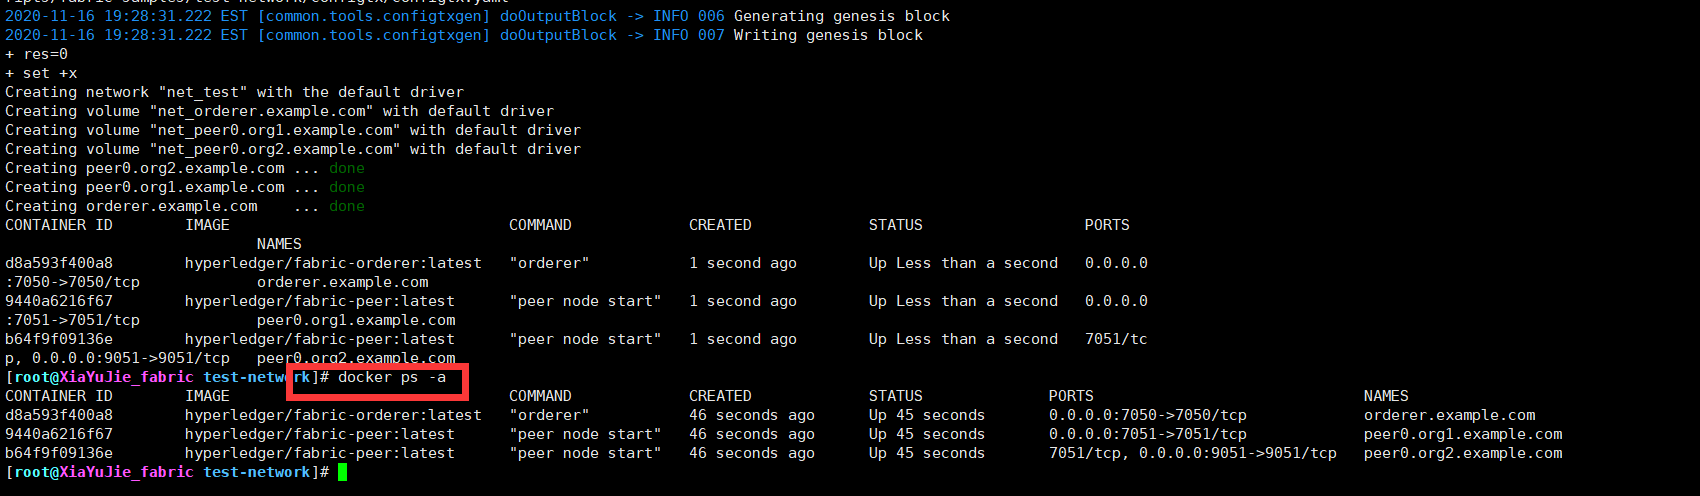 2020-11-16 19:28:31.222 EST [common.tools.configtxgen] doOutputBlock -> INFO 006 Generating genesis block
2020-11-16 19:28:31.222 EST [common.tools.configtxgen] doOutputBlock -> INFO 007 Writing genesis block
+ res=0
+ set +x
Creating network "net_test" with the default driver
Creating volume "net_orderer.example.com" with default driver
Creating volume "net_peer0.org1.example.com" with default driver
Creating volume "net_peer0.org2.example.com" with default driver
Creating peer0.org2.example.com ... done
Creating peer0.org1.example.com ... done
Creating orderer.example.com    ... done
CONTAINER ID        IMAGE                               COMMAND             CREATED             STATUS                  PORTS
                            NAMES
d8a593f400a8        hyperledger/fabric-orderer:latest   "orderer"           1 second ago        Up Less than a second   0.0.0.0
:7050->7050/tcp             orderer.example.com
9440a6216f67        hyperledger/fabric-peer:latest      "peer node start"   1 second ago        Up Less than a second   0.0.0.0
:7051->7051/tcp             peer0.org1.example.com
b64f9f09136e        hyperledger/fabric-peer:latest      "peer node start"   1 second ago        Up Less than a second   7051/tc
p, 0.0.0.0:9051->9051/tcp   peer0.org2.example.com
[root@XiaYuJie_fabric test-network]# docker ps -a
CONTAINER ID        IMAGE                               COMMAND             CREATED             STATUS              PORTS                              NAMES
d8a593f400a8        hyperledger/fabric-orderer:latest   "orderer"           46 seconds ago      Up 45 seconds       0.0.0.0:7050->7050/tcp             orderer.example.com
9440a6216f67        hyperledger/fabric-peer:latest      "peer node start"   46 seconds ago      Up 45 seconds       0.0.0.0:7051->7051/tcp             peer0.org1.example.com
b64f9f09136e        hyperledger/fabric-peer:latest      "peer node start"   46 seconds ago      Up 45 seconds       7051/tcp, 0.0.0.0:9051->9051/tcp   peer0.org2.example.com
[root@XiaYuJie_fabric test-network]#